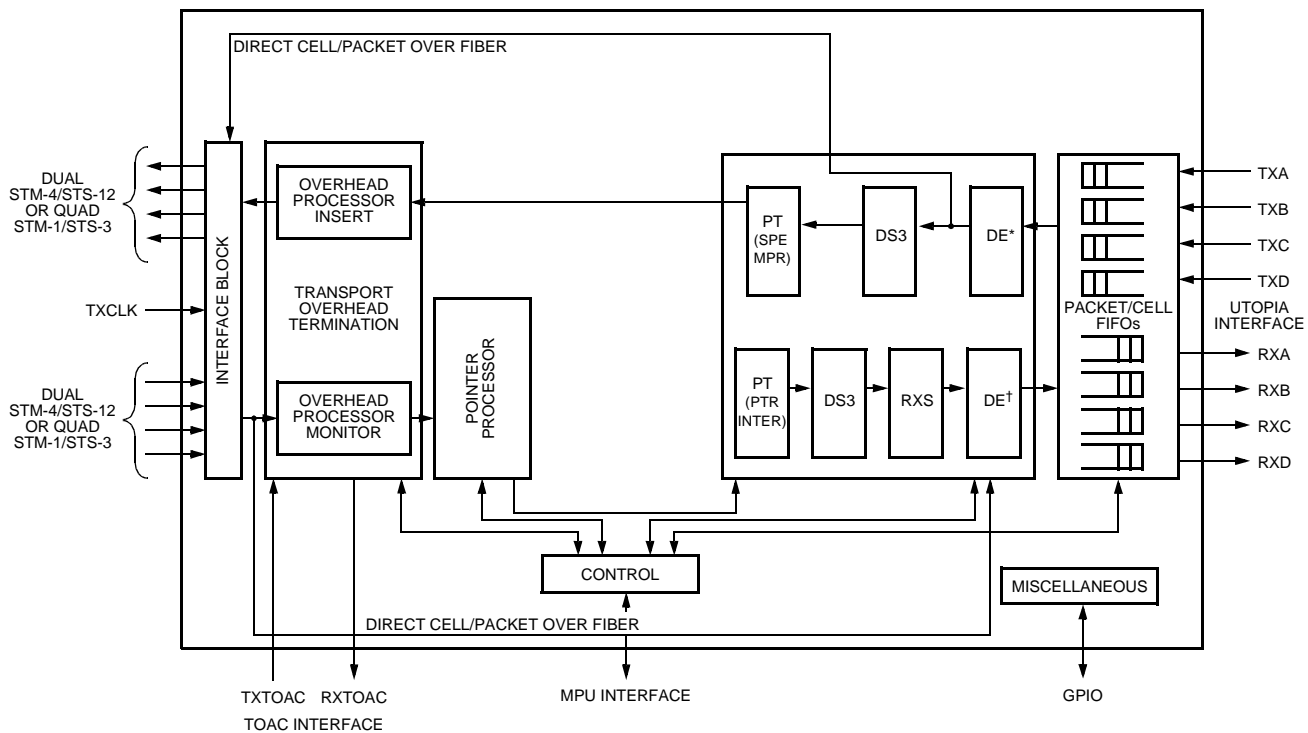 DIRECT CELL/PACKET OVER FIBER
DUAL
STM-4/STS-12
OR QUAD
STM-1/STS-3
TXCLK
DUAL
STM-4/STS-12
OR QUAD
STM-1/STS-3
INTERFACE BLOCK
OVERHEAD
PROCESSOR
INSERT
TRANSPORT
OVERHEAD
TERMINATION
OVERHEAD
PROCESSOR
MONITOR
POINTER
PROCESSOR
PT
(SPE
MPR)
DS3
DE*
PT
(PTR
INTER)
DS3
RXS
DE†
PACKET/CELL
FIFOs
TXA
TXB
TXC
TXD
UTOPIA
INTERFACE
RXA
RXB
RXC
RXD
CONTROL
MISCELLANEOUS
DIRECT CELL/PACKET OVER FIBER
TXTOAC RXTOAC
TOAC INTERFACE
MPU INTERFACE
GPIO